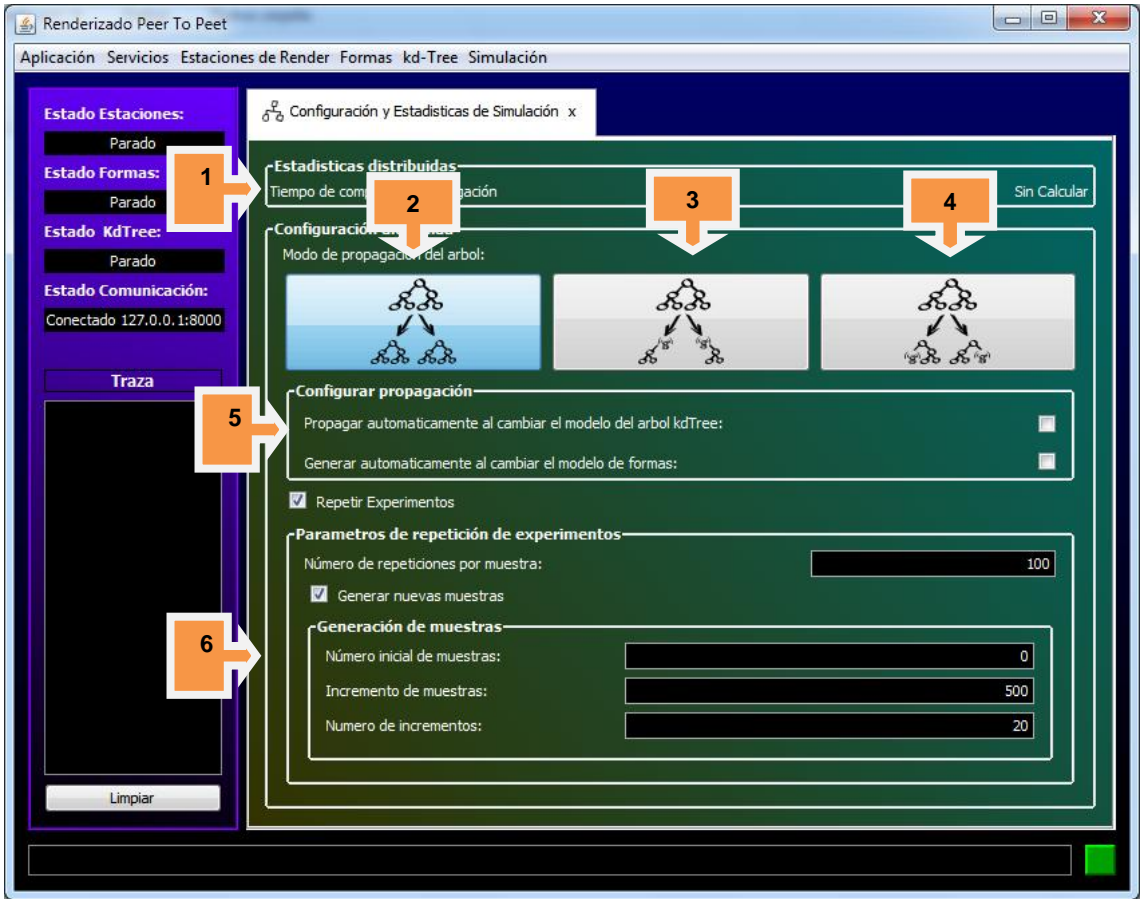 Renderizado Peer To Peet
Aplicación Servicios Estaciones de Render Formas kd-Tree Simulación
Estado Estaciones:
Parado
Estado Formas:
Parado
Estado KdTree:
Parado
Estado Comunicación:
Conectado 127.0.0.1:8000
Traza
Limpiar
Configuración y Estadisticas de Simulación x
1
Estadisticas distribuidas
Tiempo de Sin Calcular
2
3
4
Configuración
Modo de propagación del arbol:
5
Configurar propagación
Propagar automaticamente al cambiar el modelo del arbol kdTree:
Generar automaticamente al cambiar el modelo de formas:
Repetir Experimentos
Parametros de repetición de experimentos
Número de repeticiones por muestra: 100
Generar nuevas muestras
6
Generación de muestras
Número inicial de muestras: 0
Incremento de muestras: 500
Numero de incrementos: 20